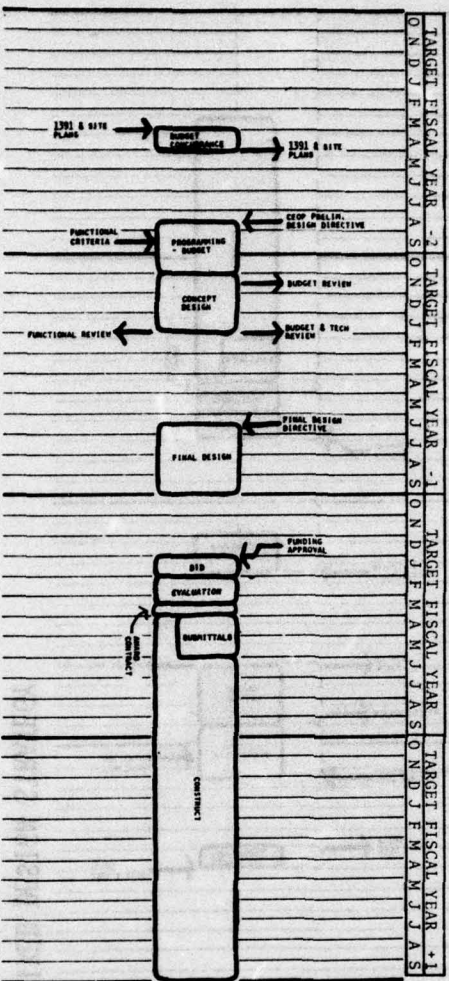 TARGET FISCAL YEAR -2
O N D J F M A M J J A S
TARGET FISCAL YEAR -1
O N D J F M A M J J A S
TARGET FISCAL YEAR
O N D J F M A M J J A S
TARGET FISCAL YEAR +1
O N D J F M A M J J A S
1391 & SITE
PLANS
BUDGET
CONCURRANCE
1391 & SITE
PLANS
CEOP PRELIM.
DESIGN DIRECTIVE
FUNCTIONAL
CRITERIA
PROGRAMMING
- BUDGET
BUDGET REVIEW
CONCEPT
DESIGN
FUNCTIONAL REVIEW
BUDGET & TECH
REVIEW
FINAL DESIGN
DIRECTIVE
FINAL DESIGN
FUNDING
APPROVAL
BID
EVALUATION
AWARD
CONTRACT
SUBMITTALS
CONSTRUCT